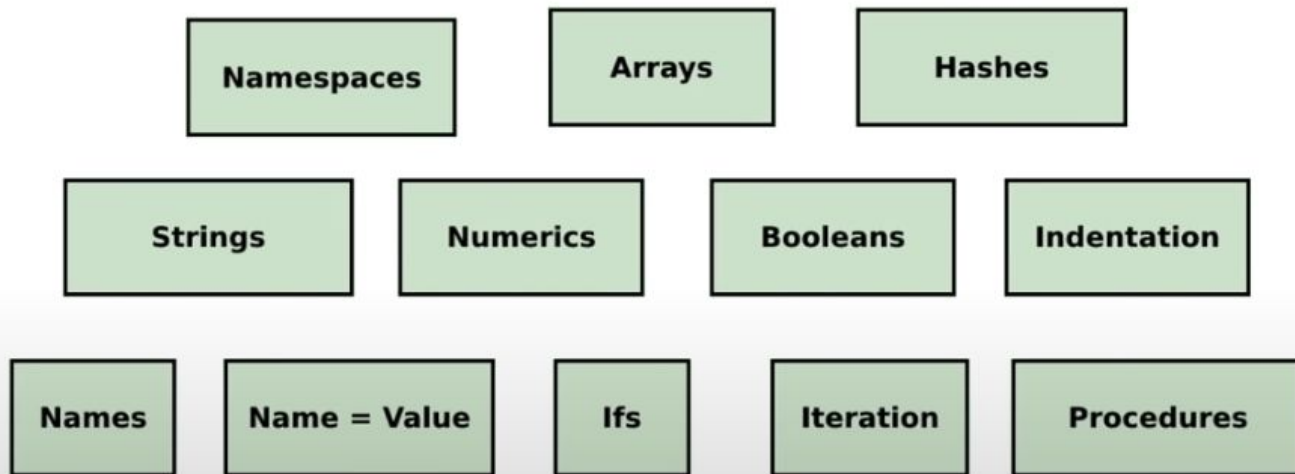 Namespaces
Arrays
Hashes
Strings
Numerics
Booleans
Indentation
Names
Name = Value
Ifs
Iteration
Procedures